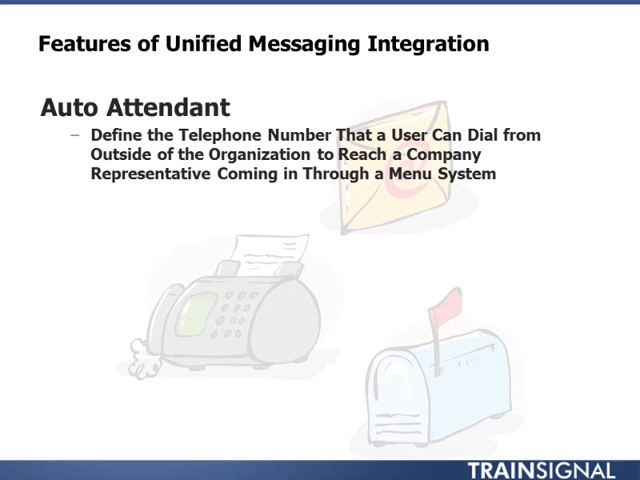 Features of Unified Messaging Integration
Auto Attendant
– Define the Telephone Number That a User Can Dial from
Outside of the Organization to Reach a Company
Representative Coming in Through a Menu System
@
TRAINSIGNAL